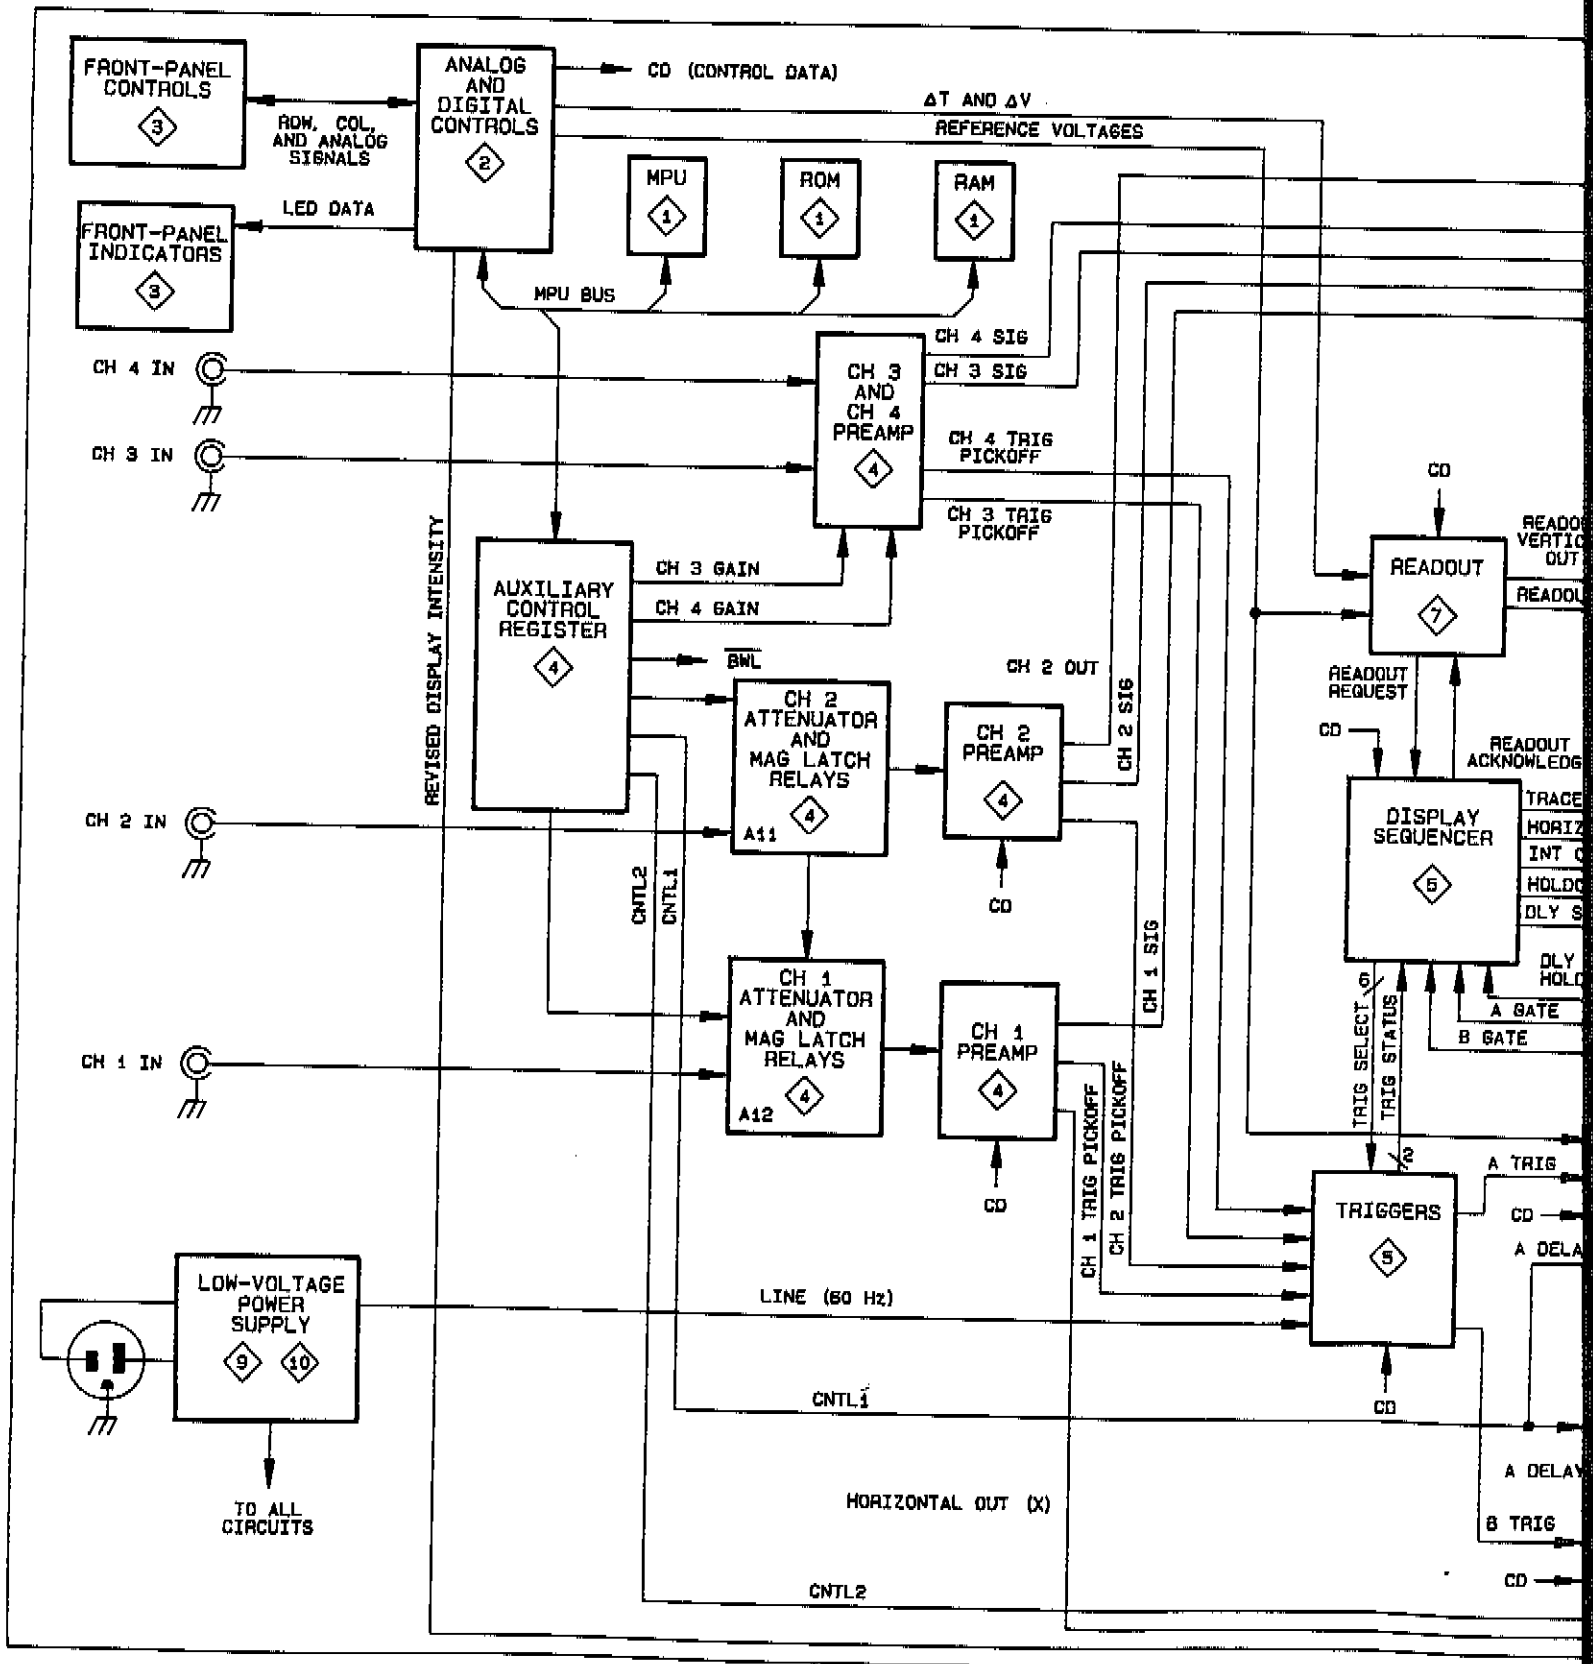 FRONT-PANEL
CONTROLS
3
ROW, COL,
AND ANALOG
SIGNALS
ANALOG
AND
DIGITAL
CONTROLS
2
CD (CONTROL DATA)
ΔT AND ΔV
REFERENCE VOLTAGES
MPU
1
ROM
1
RAM
1
LED DATA
FRONT-PANEL
INDICATORS
3
MPU BUS
CH 4 IN
CH 3 IN
CH 3
AND
CH 4
PREAMP
4
CH 4 SIG
CH 3 SIG
CH 4 TRIG
PICKOFF
CH 3 TRIG
PICKOFF
REVISED DISPLAY INTENSITY
AUXILIARY
CONTROL
REGISTER
4
CH 3 GAIN
CH 4 GAIN
BWL
CD
READOUT
7
VERTIC
OUT
READOUT
REQUEST
CD
READOUT
CH 2 OUT
CH 2 SIG
CH 2
ATTENUATOR
AND
MAG LATCH
RELAYS
4
A11
CH 2
PREAMP
4
CD
CH 2 IN
CNTL2
CNTL1
DISPLAY
SEQUENCER
5
TRACE
HORIZ
INT
DLY S
DLY
HOLD
A GATE
B GATE
6
TRIG SELECT
TRIG STATUS
2
CH 1 SIG
CH 1
ATTENUATOR
AND
MAG LATCH
RELAYS
4
A12
CH 1
PREAMP
4
CD
CH 1 IN
CH 1 TRIG PICKOFF
CH 2 TRIG PICKOFF
TRIGGERS
5
CD
A TRIG
CD
A DELA
LOW-VOLTAGE
POWER
SUPPLY
9 10
LINE (60 Hz)
TO ALL
CIRCUITS
CNTL1
A DELAY
HORIZONTAL OUT (X)
B TRIG
CD
CNTL2